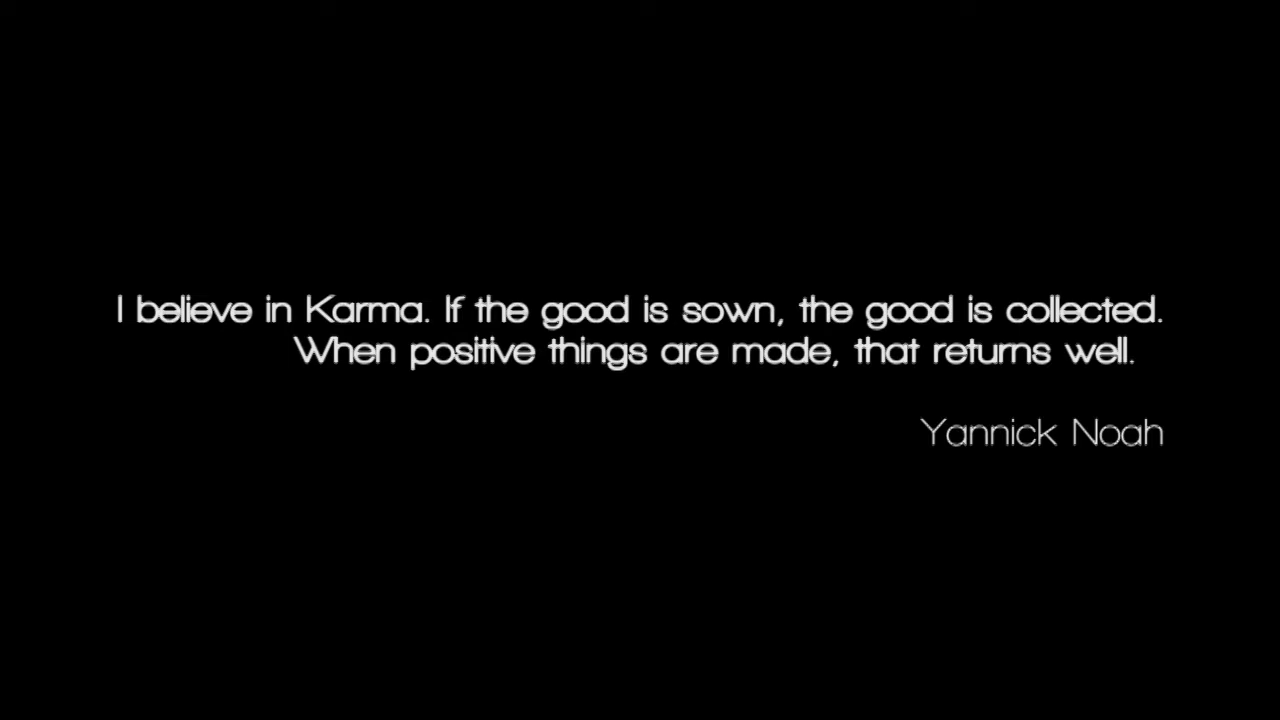 I believe in Karma. If the good is sown, the good is collected.
When positive things are made, that returns well.
Yannick Noah